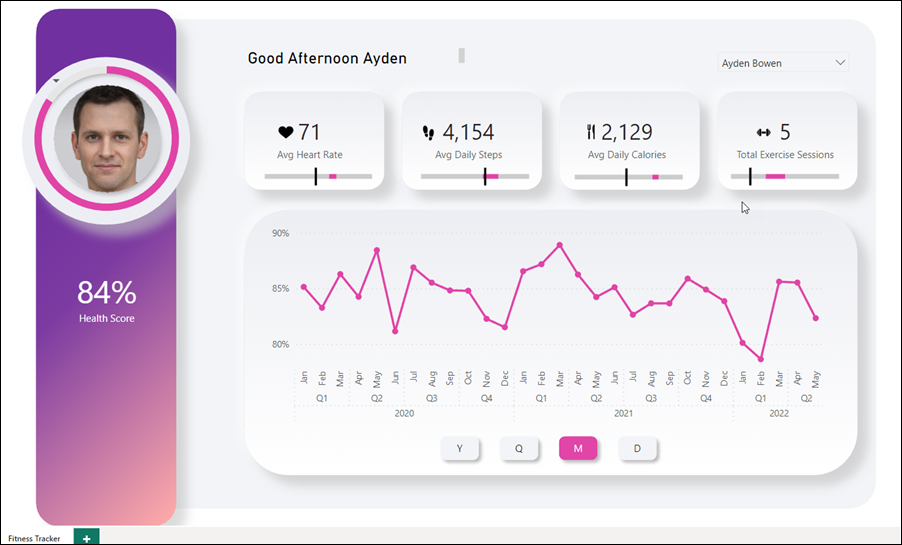 Good Afternoon Ayden
Ayden Bowen
71
Avg Heart Rate
4,154
Avg Daily Steps
2,129
Avg Daily Calories
5
Total Exercise Sessions
84%
Health Score
90%
85%
80%
Jan Feb Mar Apr May Jun Jul Aug Sep Oct Nov Dec Jan Feb Mar Apr May Jun Jul Aug Sep Oct Nov Dec Jan Feb Mar Apr May
Q1 Q2 Q3 Q4 Q1 Q2 Q3 Q4 Q1 Q2
2020 2021 2022
Y Q M D
Fitness Tracker +